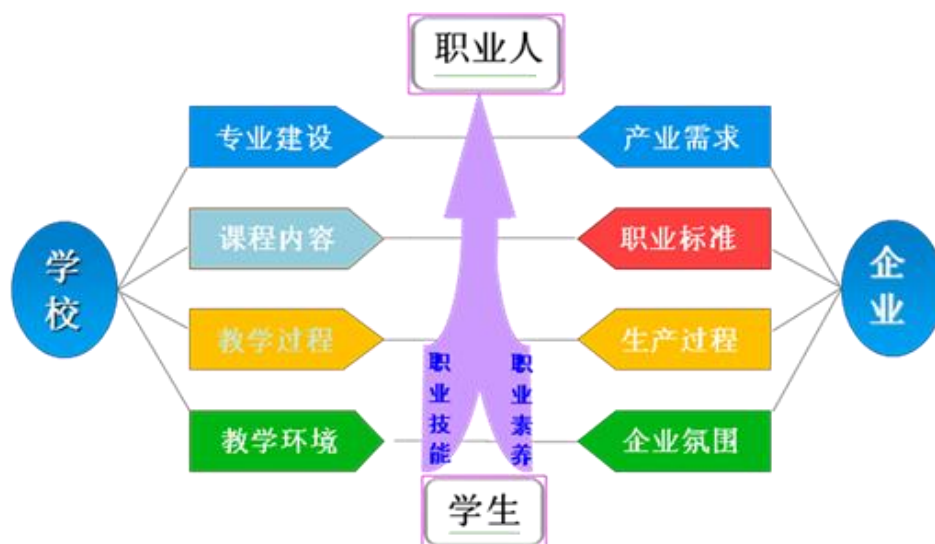 职业人
专业建设
产业需求
课程内容
职业标准
学校
企业
教学过程
生产过程
职业技能
职业素养
教学环境
企业氛围
学生